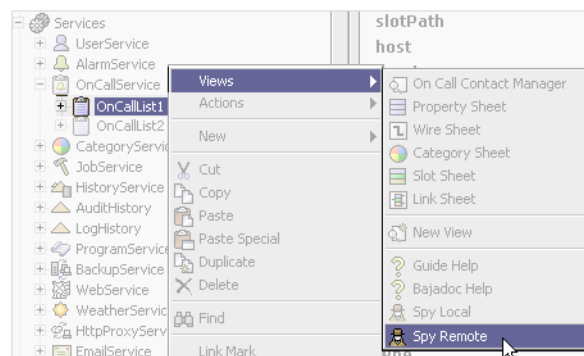 Services
UserService
AlarmService
OnCallService
OnCallList1
OnCallList2
CategoryServic
JobService
HistoryService
AuditHistory
LogHistory
ProgramService
BackupService
WebService
WeatherServic
HttpProxyServ
EmailService
Views
Actions
New
Cut
Copy
Paste
Paste Special
Duplicate
Delete
Find
Link Mark
slotPath
host
On Call Contact Manager
Property Sheet
Wire Sheet
Category Sheet
Slot Sheet
Link Sheet
New View
Guide Help
Bajadoc Help
Spy Local
Spy Remote